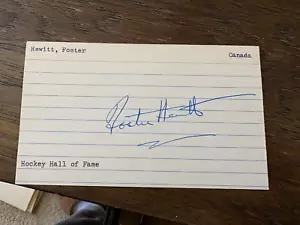 Hewitt, Foster Canada
Foster Hewitt
Hockey Hall of Fame